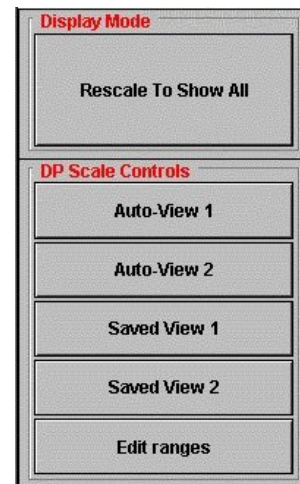 Display Mode
Rescale To Show All
DP Scale Controls
Auto-View 1
Auto-View 2
Saved View 1
Saved View 2
Edit ranges